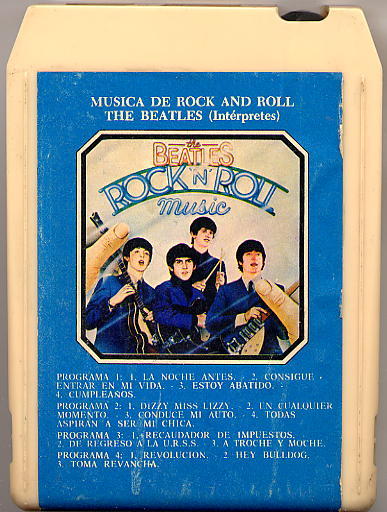 MUSICA DE ROCK AND ROLL
THE BEATLES (Intérpretes)
the
BEATLES
ROCK 'N' ROLL
Music
PROGRAMA 1: 1. LA NOCHE ANTES. - 2. CONSIGUE
ENTRAR EN MI VIDA. - 3. ESTOY ABATIDO. -
4. CUMPLEAÑOS.
PROGRAMA 2: 1. DIZZY MISS LIZZY. - 2. UN CUALQUIER
MOMENTO. - 3. CONDUCE MI AUTO. - 4. TODAS
ASPIRAN A SER MI CHICA.
PROGRAMA 3: 1. RECAUDADOR DE IMPUESTOS.
2. DE REGRESO A LA U.R.S.S. - 3. A TROCHE Y MOCHE.
PROGRAMA 4: 1. REVOLUCION. - 2. HEY BULLDOG.
3. TOMA REVANCHA.